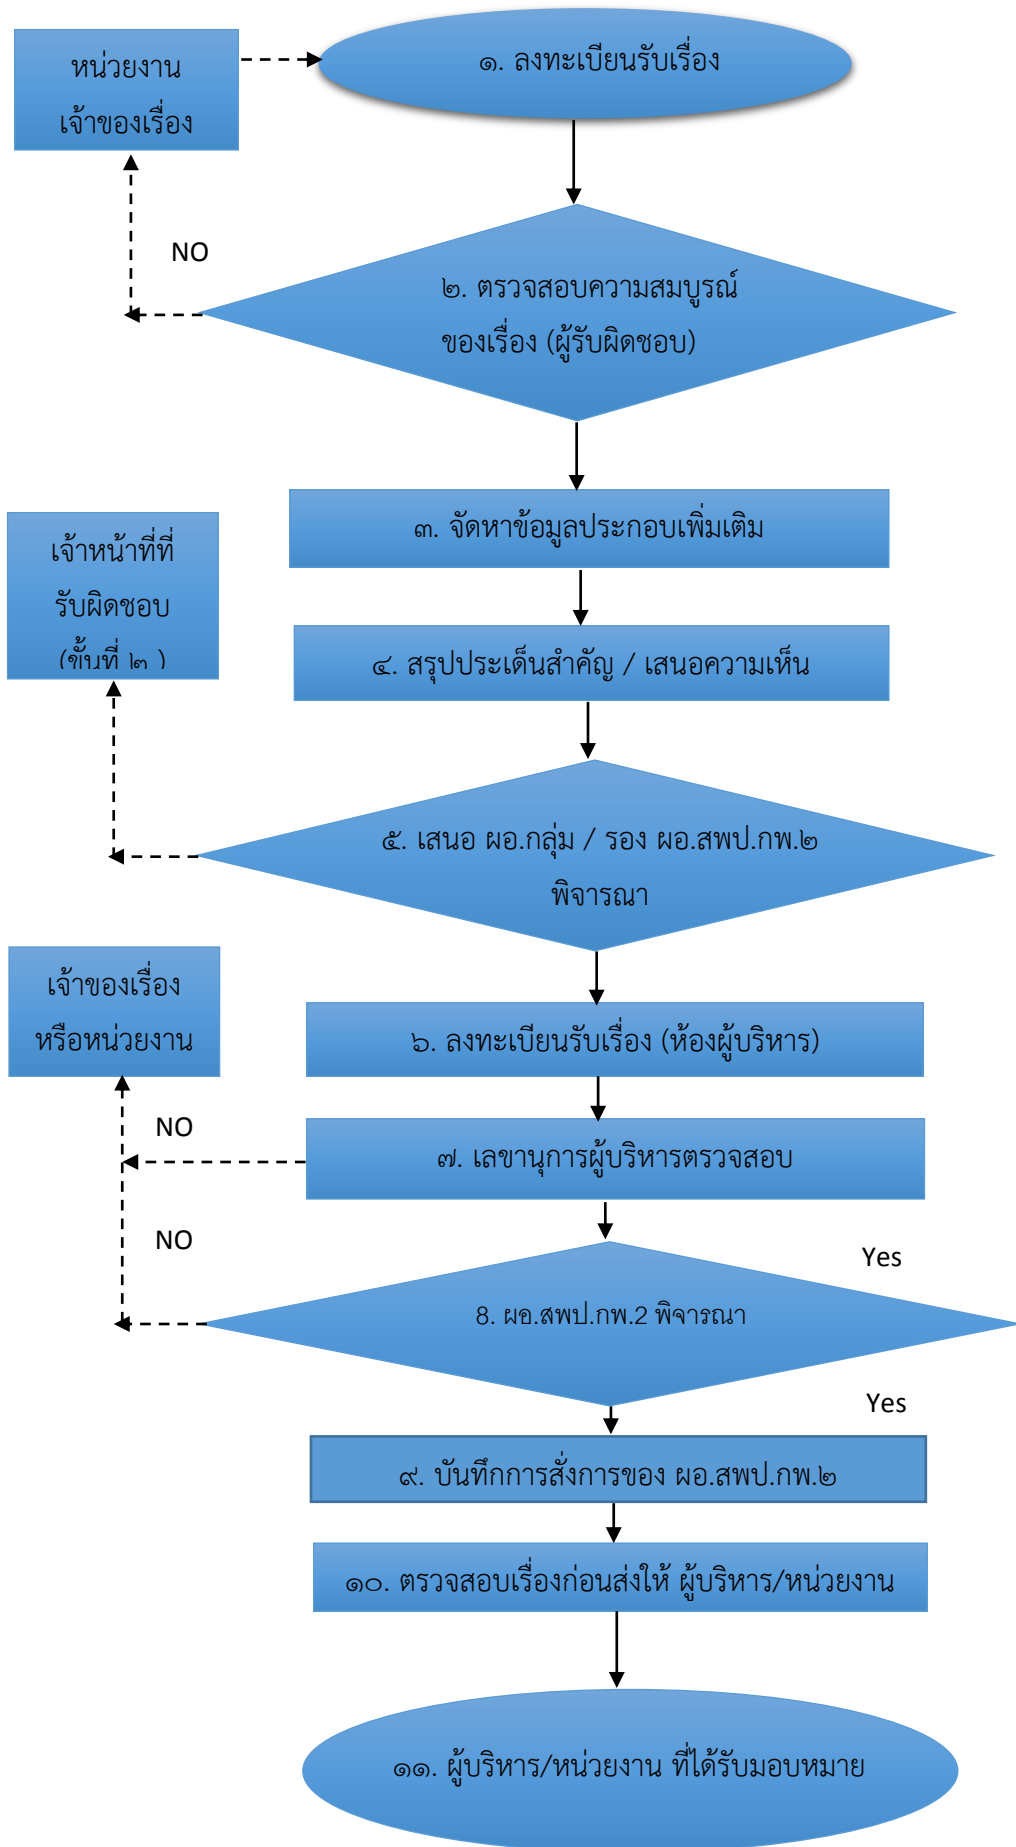 หน่วยงาน
เจ้าของเรื่อง
๑. ลงทะเบียนรับเรื่อง
NO
๒. ตรวจสอบความสมบูรณ์
ของเรื่อง (ผู้รับผิดชอบ)
๓. จัดหาข้อมูลประกอบเพิ่มเติม
เจ้าหน้าที่ที่
รับผิดชอบ
(ขั้นที่ ๒ )
๔. สรุปประเด็นสำคัญ / เสนอความเห็น
๕. เสนอ ผอ.กลุ่ม / รอง ผอ.สพป.กพ.๒
พิจารณา
เจ้าของเรื่อง
หรือหน่วยงาน
๖. ลงทะเบียนรับเรื่อง (ห้องผู้บริหาร)
NO
๗. เลขานุการผู้บริหารตรวจสอบ
NO
Yes
8. ผอ.สพป.กพ.2 พิจารณา
Yes
๙. บันทึกการสั่งการของ ผอ.สพป.กพ.๒
๑๐. ตรวจสอบเรื่องก่อนส่งให้ ผู้บริหาร/หน่วยงาน
๑๑. ผู้บริหาร/หน่วยงาน ที่ได้รับมอบหมาย